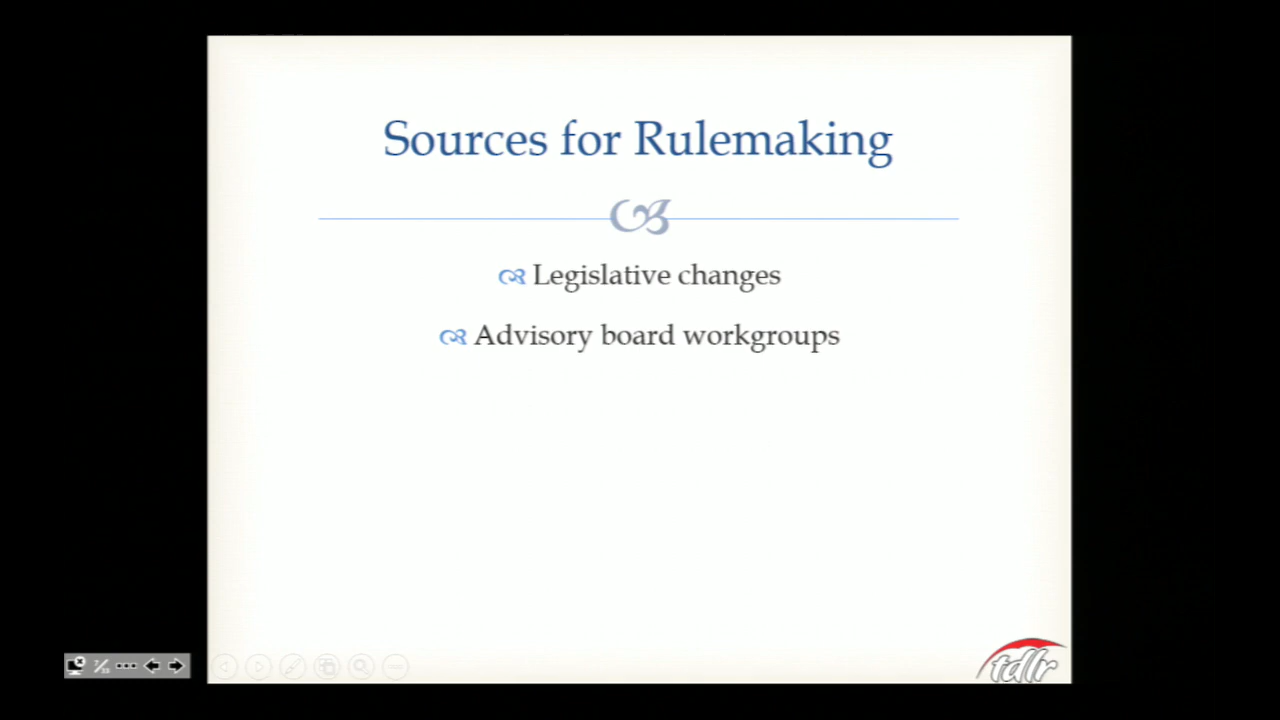 Sources for Rulemaking
Legislative changes
Advisory board workgroups
tdlr